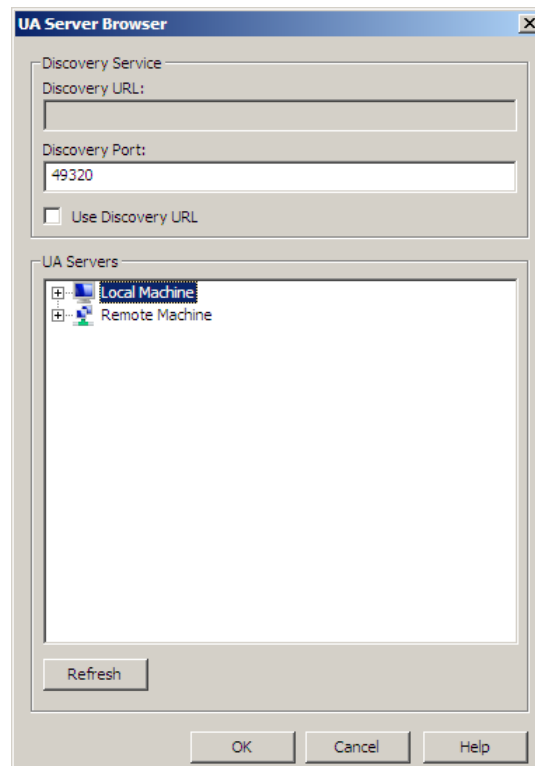 UA Server Browser
Discovery Service
Discovery URL:
Discovery Port:
49320
Use Discovery URL
UA Servers
Local Machine
Remote Machine
Refresh
OK Cancel Help